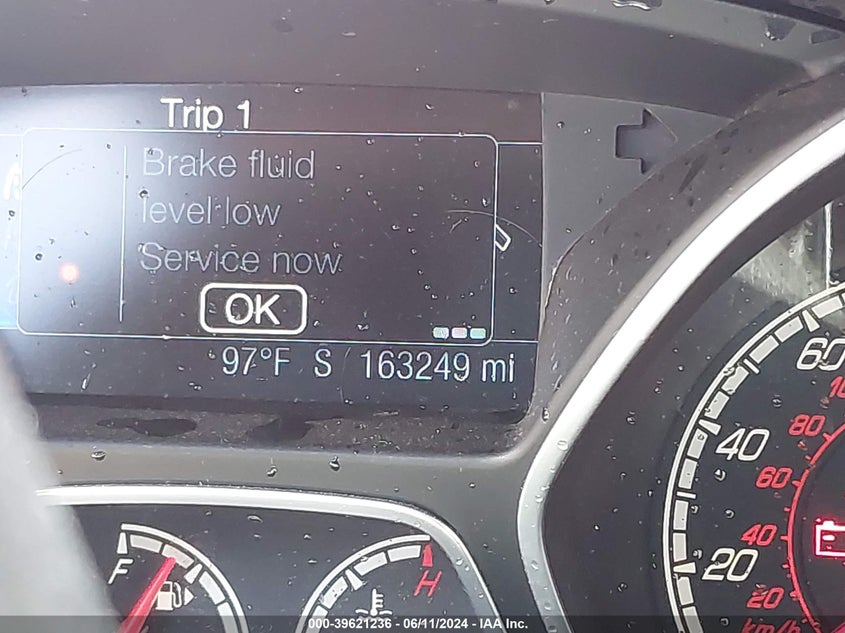 Trip 1
Brake fluid
level low
Service now
OK
97°F S 163249 mi
60
40
20
80
60
40
20
km/h
F
H
000-39621236 - 06/11/2024 - IAA Inc.